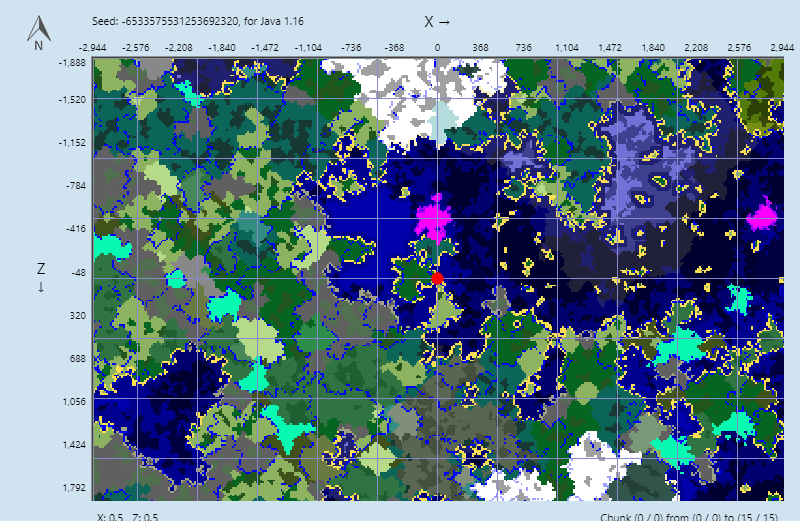 Seed: -6533575531253692320, for Java 1.16
X →
N
-2,944 -2,576 -2,208 -1,840 -1,472 -1,104 -736 -368 0 368 736 1,104 1,472 1,840 2,208 2,576 2,944
-1,888
-1,520
-1,152
-784
-416
Z
-48
↓
320
688
1,056
1,424
1,792
X: 0.5 Z: 0.5
Chunk (0 / 0) from (0 / 0) to (15 / 15)